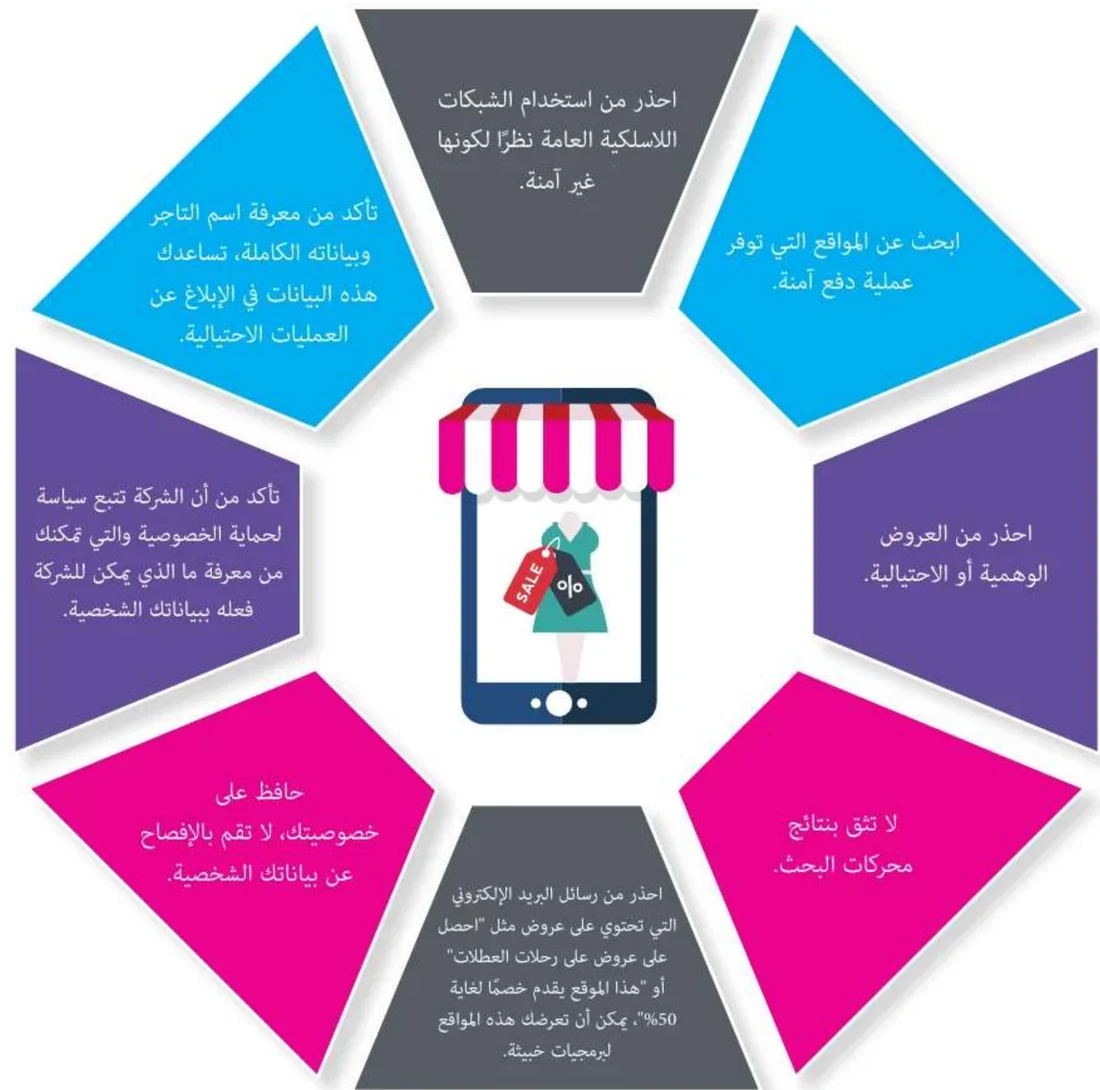 احذر من استخدام الشبكات
اللاسلكية العامة نظرًا لكونها
غير آمنة.
ابحث عن المواقع التي توفر
عملية دفع آمنة.
احذر من العروض
الوهمية أو الاحتيالية.
لا تثق بنتائج
محركات البحث.
احذر من رسائل البريد الإلكتروني
التي تحتوي على عروض مثل "احصل
على عروض على رحلات العطلات"
أو "هذا الموقع يقدم خصمًا لغاية
50%"، يمكن أن تعرضك هذه المواقع
لبرمجيات خبيثة.
حافظ على
خصوصيتك، لا تقم بالإفصاح
عن بياناتك الشخصية.
تأكد من أن الشركة تتبع سياسة
لحماية الخصوصية والتي تمكنك
من معرفة ما الذي يمكن للشركة
فعله ببياناتك الشخصية.
تأكد من معرفة اسم التاجر
وبياناته الكاملة، تساعدك
هذه البيانات في الإبلاغ عن
العمليات الاحتيالية.
SALE
%